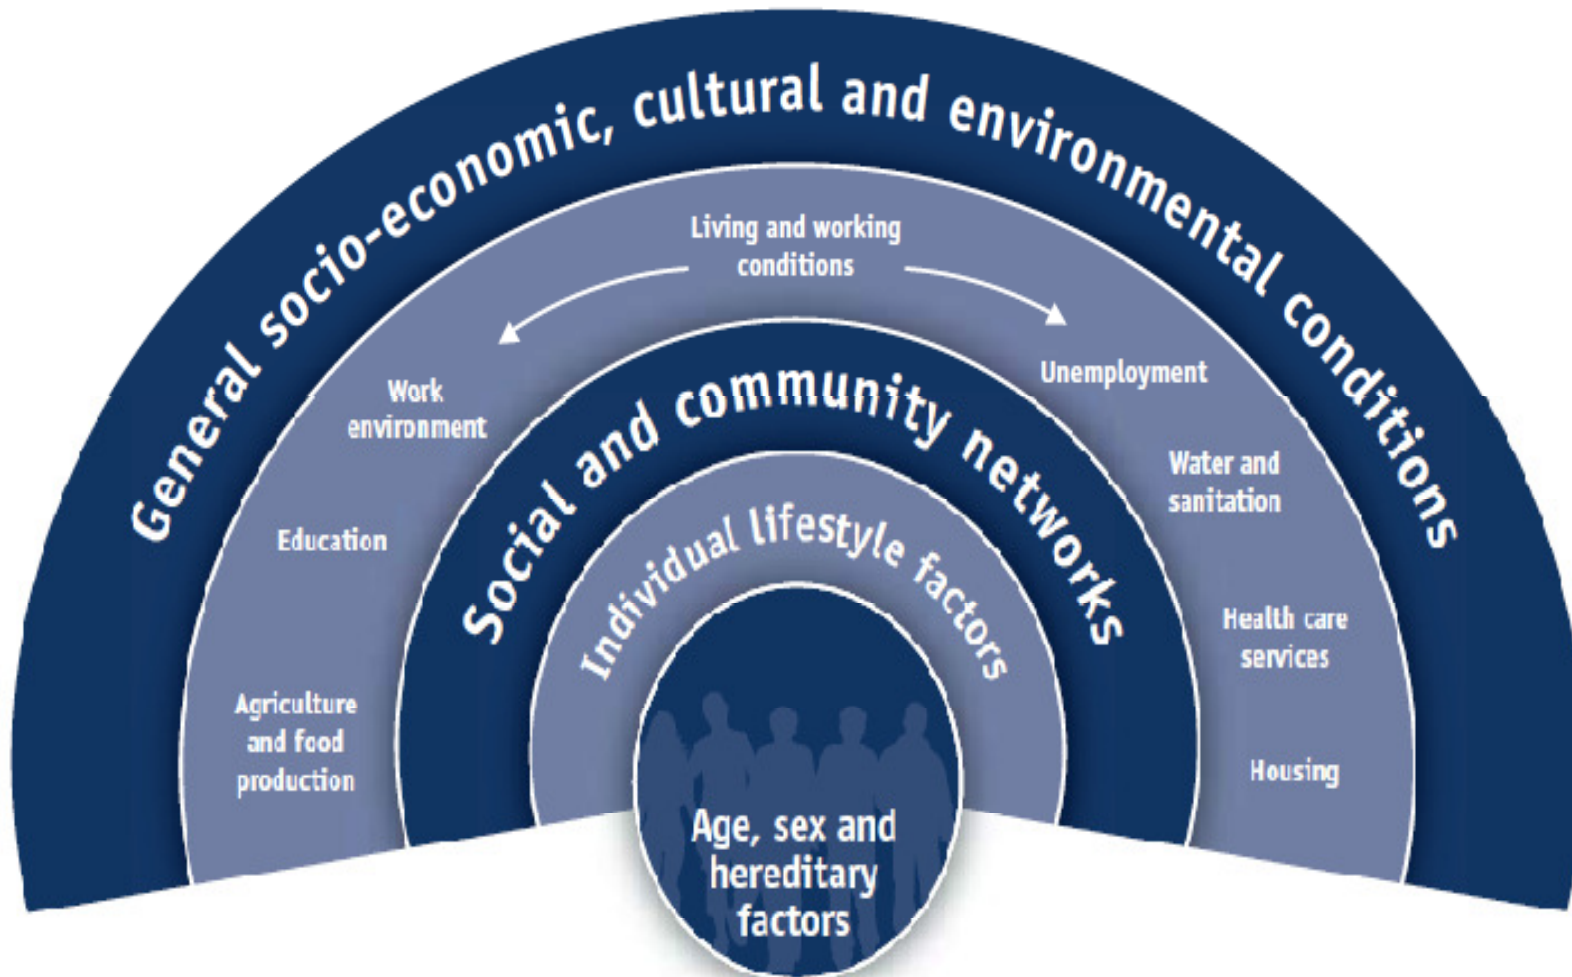 General socio-economic, cultural and environmental conditions
Living and working
conditions
Work
environment
Education
Agriculture
and food
production
Unemployment
Water and
sanitation
Health care
services
Housing
Social and community networks
Individual lifestyle factors
Age, sex and
hereditary
factors